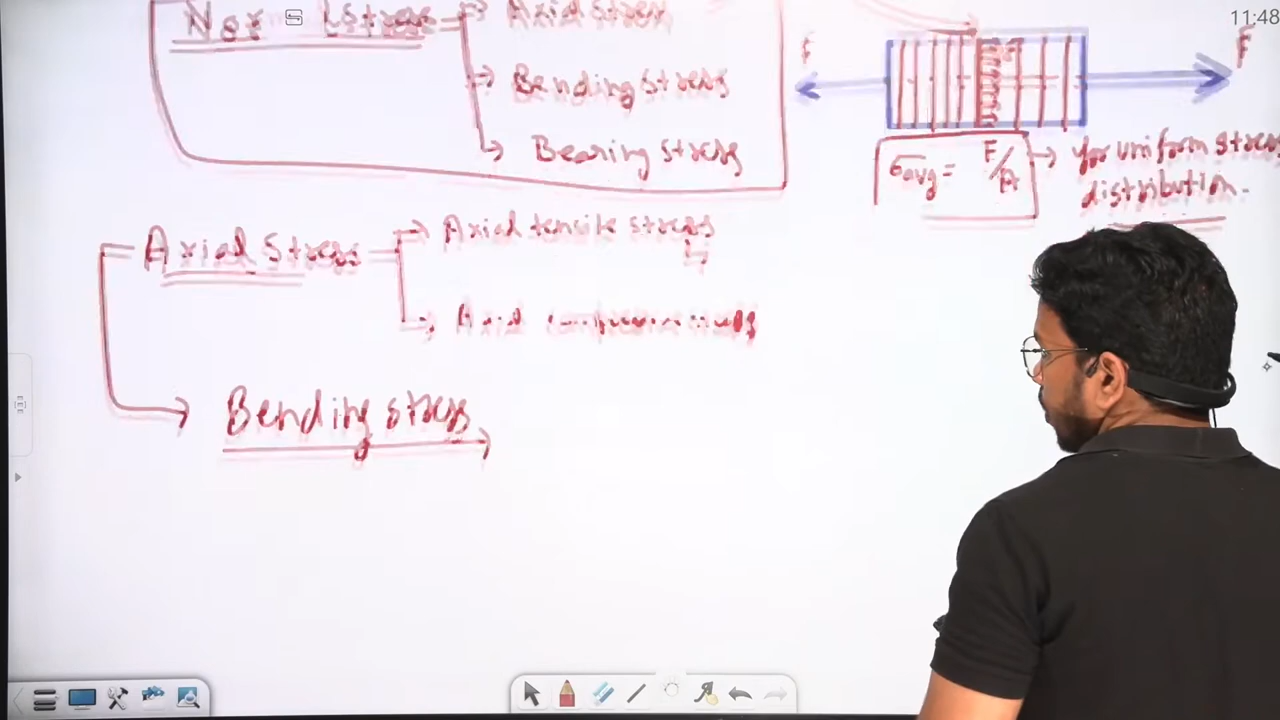 11:48
Stress
Axial Stress
Bending stress
Bearing stress
F
F
σavg = F/A → for uniform stress
distribution.
Axial Stress
Axial tensile stress
Axial compressive stress
Bending stress